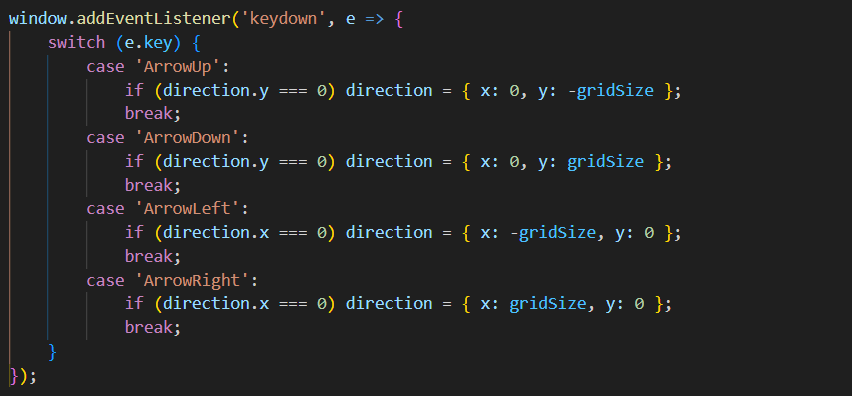 window.addEventListener('keydown', e => {
    switch (e.key) {
        case 'ArrowUp':
            if (direction.y === 0) direction = { x: 0, y: -gridSize };
            break;
        case 'ArrowDown':
            if (direction.y === 0) direction = { x: 0, y: gridSize };
            break;
        case 'ArrowLeft':
            if (direction.x === 0) direction = { x: -gridSize, y: 0 };
            break;
        case 'ArrowRight':
            if (direction.x === 0) direction = { x: gridSize, y: 0 };
            break;
    }
});